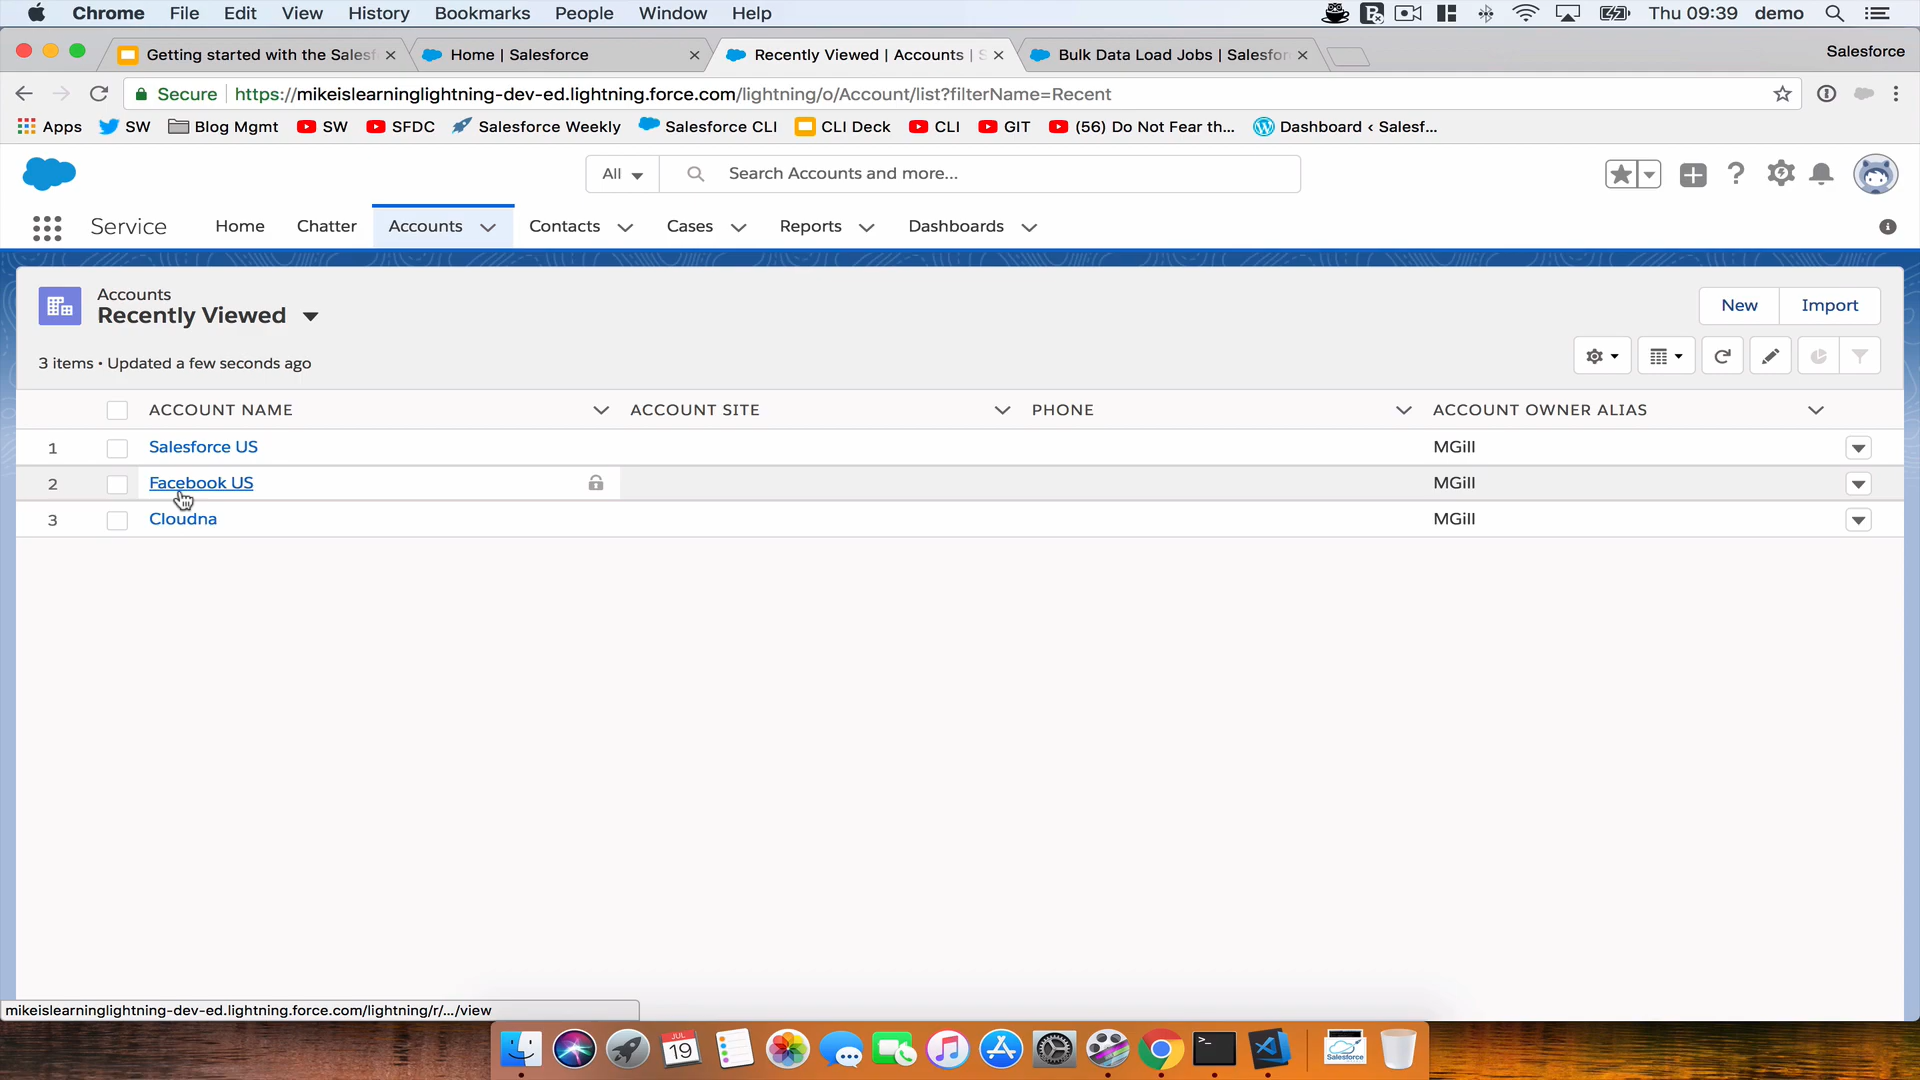 Chrome File Edit View History Bookmarks People Window Help Thu 09:39 demo
Getting started with the Salesf Home | Salesforce Recently Viewed | Accounts | S Bulk Data Load Jobs | Salesfor Salesforce
Secure https://mikeislearninglightning-dev-ed.lightning.force.com/lightning/o/Account/list?filterName=Recent
Apps SW Blog Mgmt SW SFDC Salesforce Weekly Salesforce CLI CLI Deck CLI GIT (56) Do Not Fear th... Dashboard ‹ Salesf...
All Search Accounts and more...
Service Home Chatter Accounts Contacts Cases Reports Dashboards
Accounts
Recently Viewed New Import
3 items • Updated a few seconds ago
ACCOUNT NAME ACCOUNT SITE PHONE ACCOUNT OWNER ALIAS
1 Salesforce US MGill
2 Facebook US MGill
3 Cloudna MGill
mikeislearninglightning-dev-ed.lightning.force.com/lightning/r/.../view
JUL
19
Salesforce